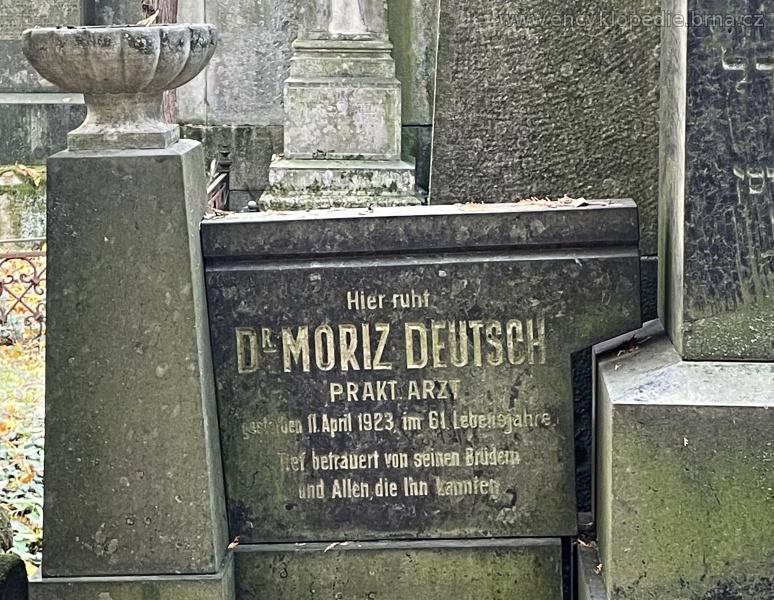 www.encyklopedie.brna.cz
Hier ruht
DR. MORIZ DEUTSCH
PRAKT. ARZT
gestorben 11. April 1923, im 61. Lebensjahre.
Tief betrauert von seinen Brüdern
und Allen, die Ihn kannten.